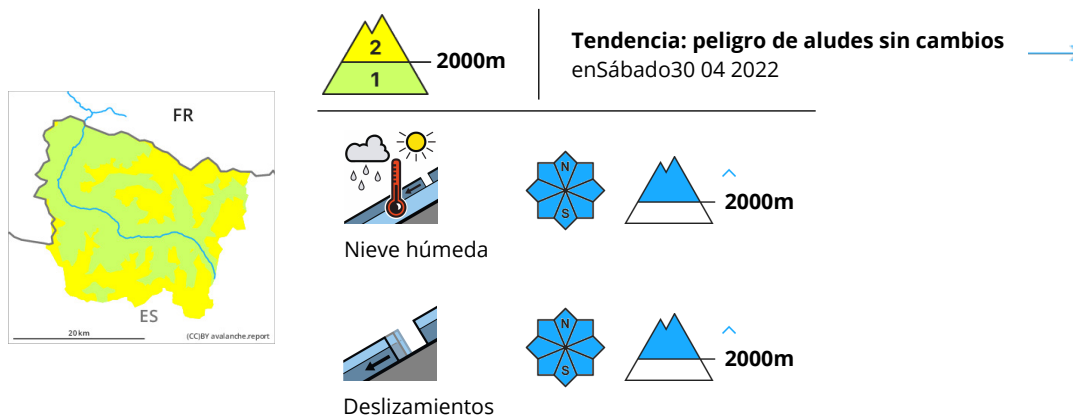 2
1
2000m
Tendencia: peligro de aludes sin cambios
enSábado30 04 2022
FR
ES
20 km
(CC)BY avalanche.report
N
S
2000m
Nieve húmeda
N
S
2000m
Deslizamientos